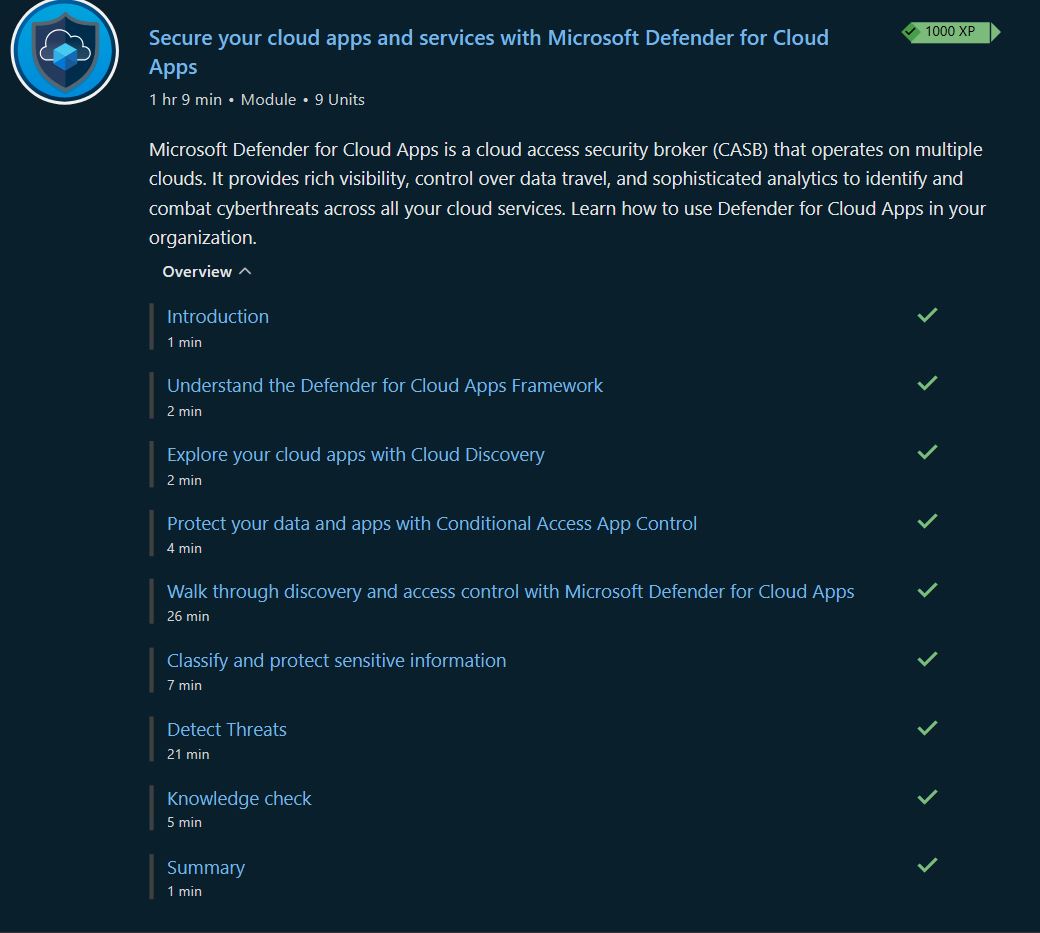 Secure your cloud apps and services with Microsoft Defender for Cloud
Apps
1000 XP
1 hr 9 min • Module • 9 Units
Microsoft Defender for Cloud Apps is a cloud access security broker (CASB) that operates on multiple
clouds. It provides rich visibility, control over data travel, and sophisticated analytics to identify and
combat cyberthreats across all your cloud services. Learn how to use Defender for Cloud Apps in your
organization.
Overview
Introduction
1 min
Understand the Defender for Cloud Apps Framework
2 min
Explore your cloud apps with Cloud Discovery
2 min
Protect your data and apps with Conditional Access App Control
4 min
Walk through discovery and access control with Microsoft Defender for Cloud Apps
26 min
Classify and protect sensitive information
7 min
Detect Threats
21 min
Knowledge check
5 min
Summary
1 min